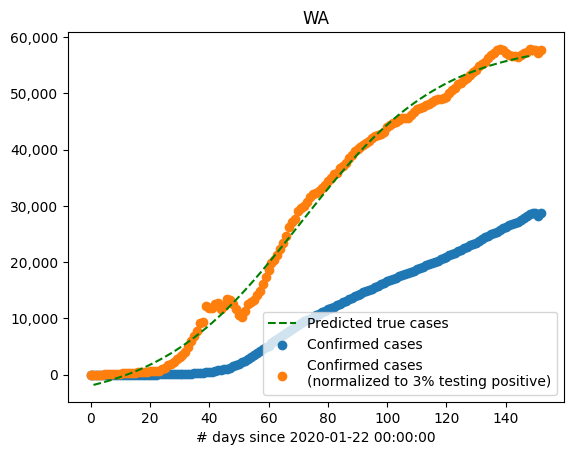 WA
60,000
50,000
40,000
30,000
20,000
10,000
0
0 20 40 60 80 100 120 140
# days since 2020-01-22 00:00:00
Predicted true cases
Confirmed cases
Confirmed cases
(normalized to 3% testing positive)